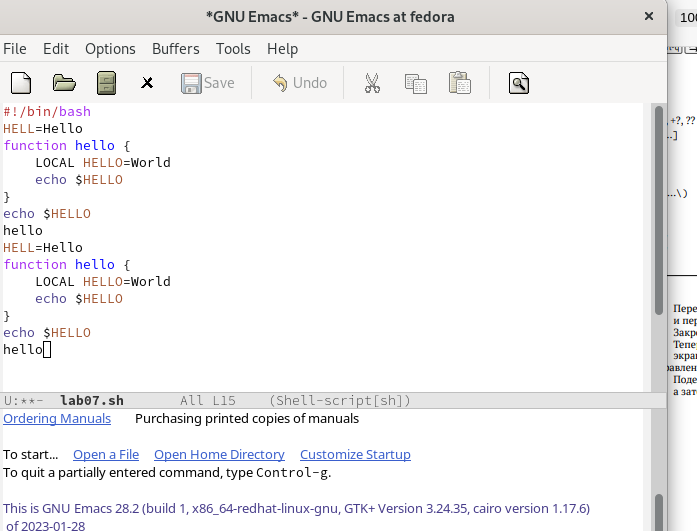 *GNU Emacs* - GNU Emacs at fedora
×
100
File Edit Options Buffers Tools Help
Save Undo
#!/bin/bash
HELL=Hello
function hello {
    LOCAL HELLO=World
    echo $HELLO
}
echo $HELLO
hello
HELL=Hello
function hello {
    LOCAL HELLO=World
    echo $HELLO
}
echo $HELLO
hello
U:**-  lab07.sh       All L15    (Shell-script[sh])
Ordering Manuals Purchasing printed copies of manuals
To start... Open a File Open Home Directory Customize Startup
To quit a partially entered command, type Control-g.
This is GNU Emacs 28.2 (build 1, x86_64-redhat-linux-gnu, GTK+ Version 3.24.35, cairo version 1.17.6)
of 2023-01-28
+?, ??
..]
...\)
Пере
и пер
Закро
Тепе
экра
равлен
Поде
а зат